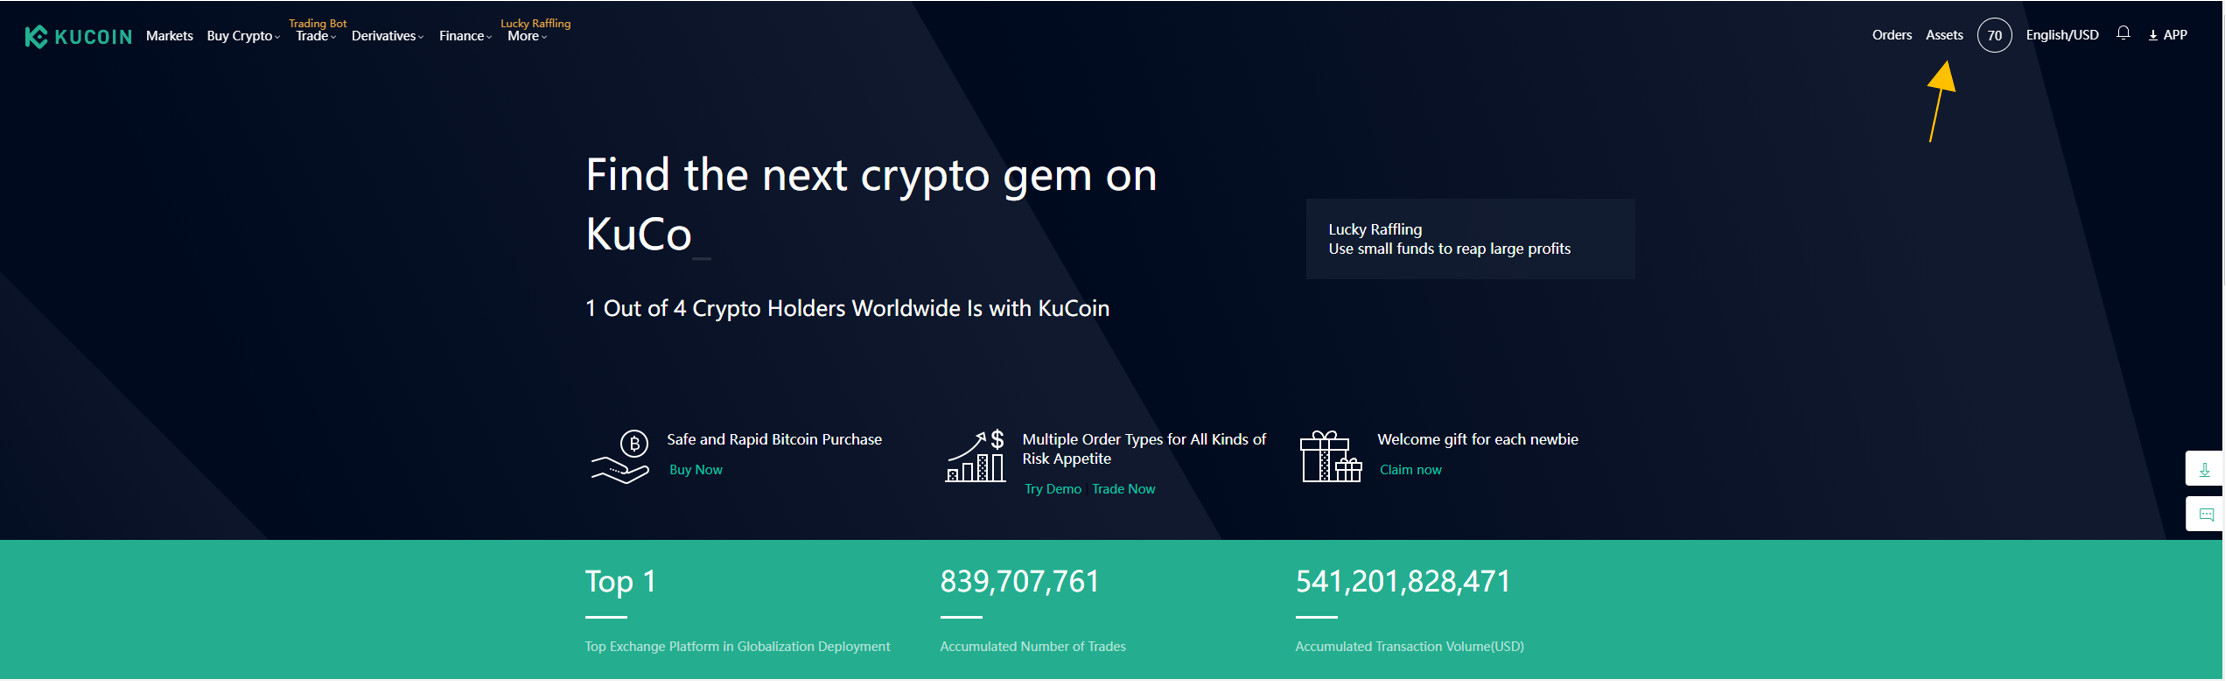 Trading Bot
Lucky Raffling
KUCOIN Markets Buy Crypto Trade Derivatives Finance More Orders Assets 70 English/USD APP
Find the next crypto gem on
KuCo_
Lucky Raffling
Use small funds to reap large profits
1 Out of 4 Crypto Holders Worldwide Is with KuCoin
Safe and Rapid Bitcoin Purchase
Buy Now
Multiple Order Types for All Kinds of
Risk Appetite
Try Demo | Trade Now
Welcome gift for each newbie
Claim now
Top 1
Top Exchange Platform in Globalization Deployment
839,707,761
Accumulated Number of Trades
541,201,828,471
Accumulated Transaction Volume(USD)